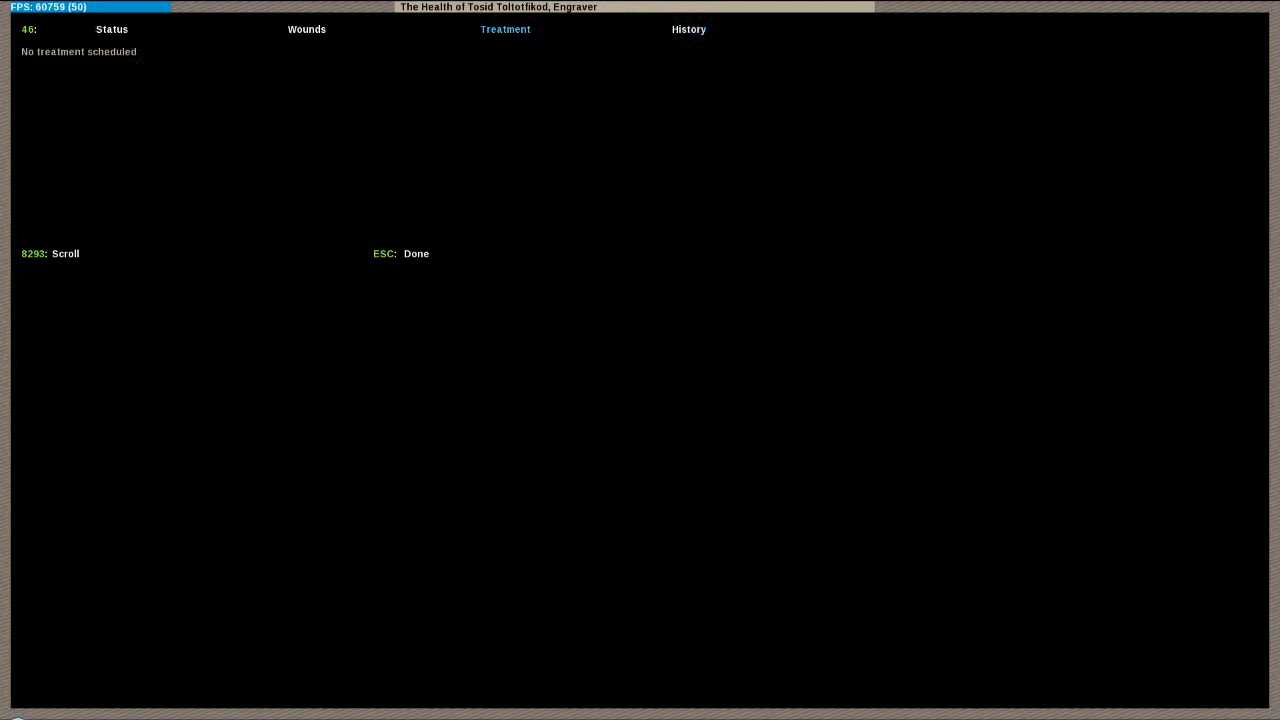 FPS: 60759 (50) The Health of Tosid Toltotfikod, Engraver
46: Status Wounds Treatment History
No treatment scheduled
8293: Scroll ESC: Done